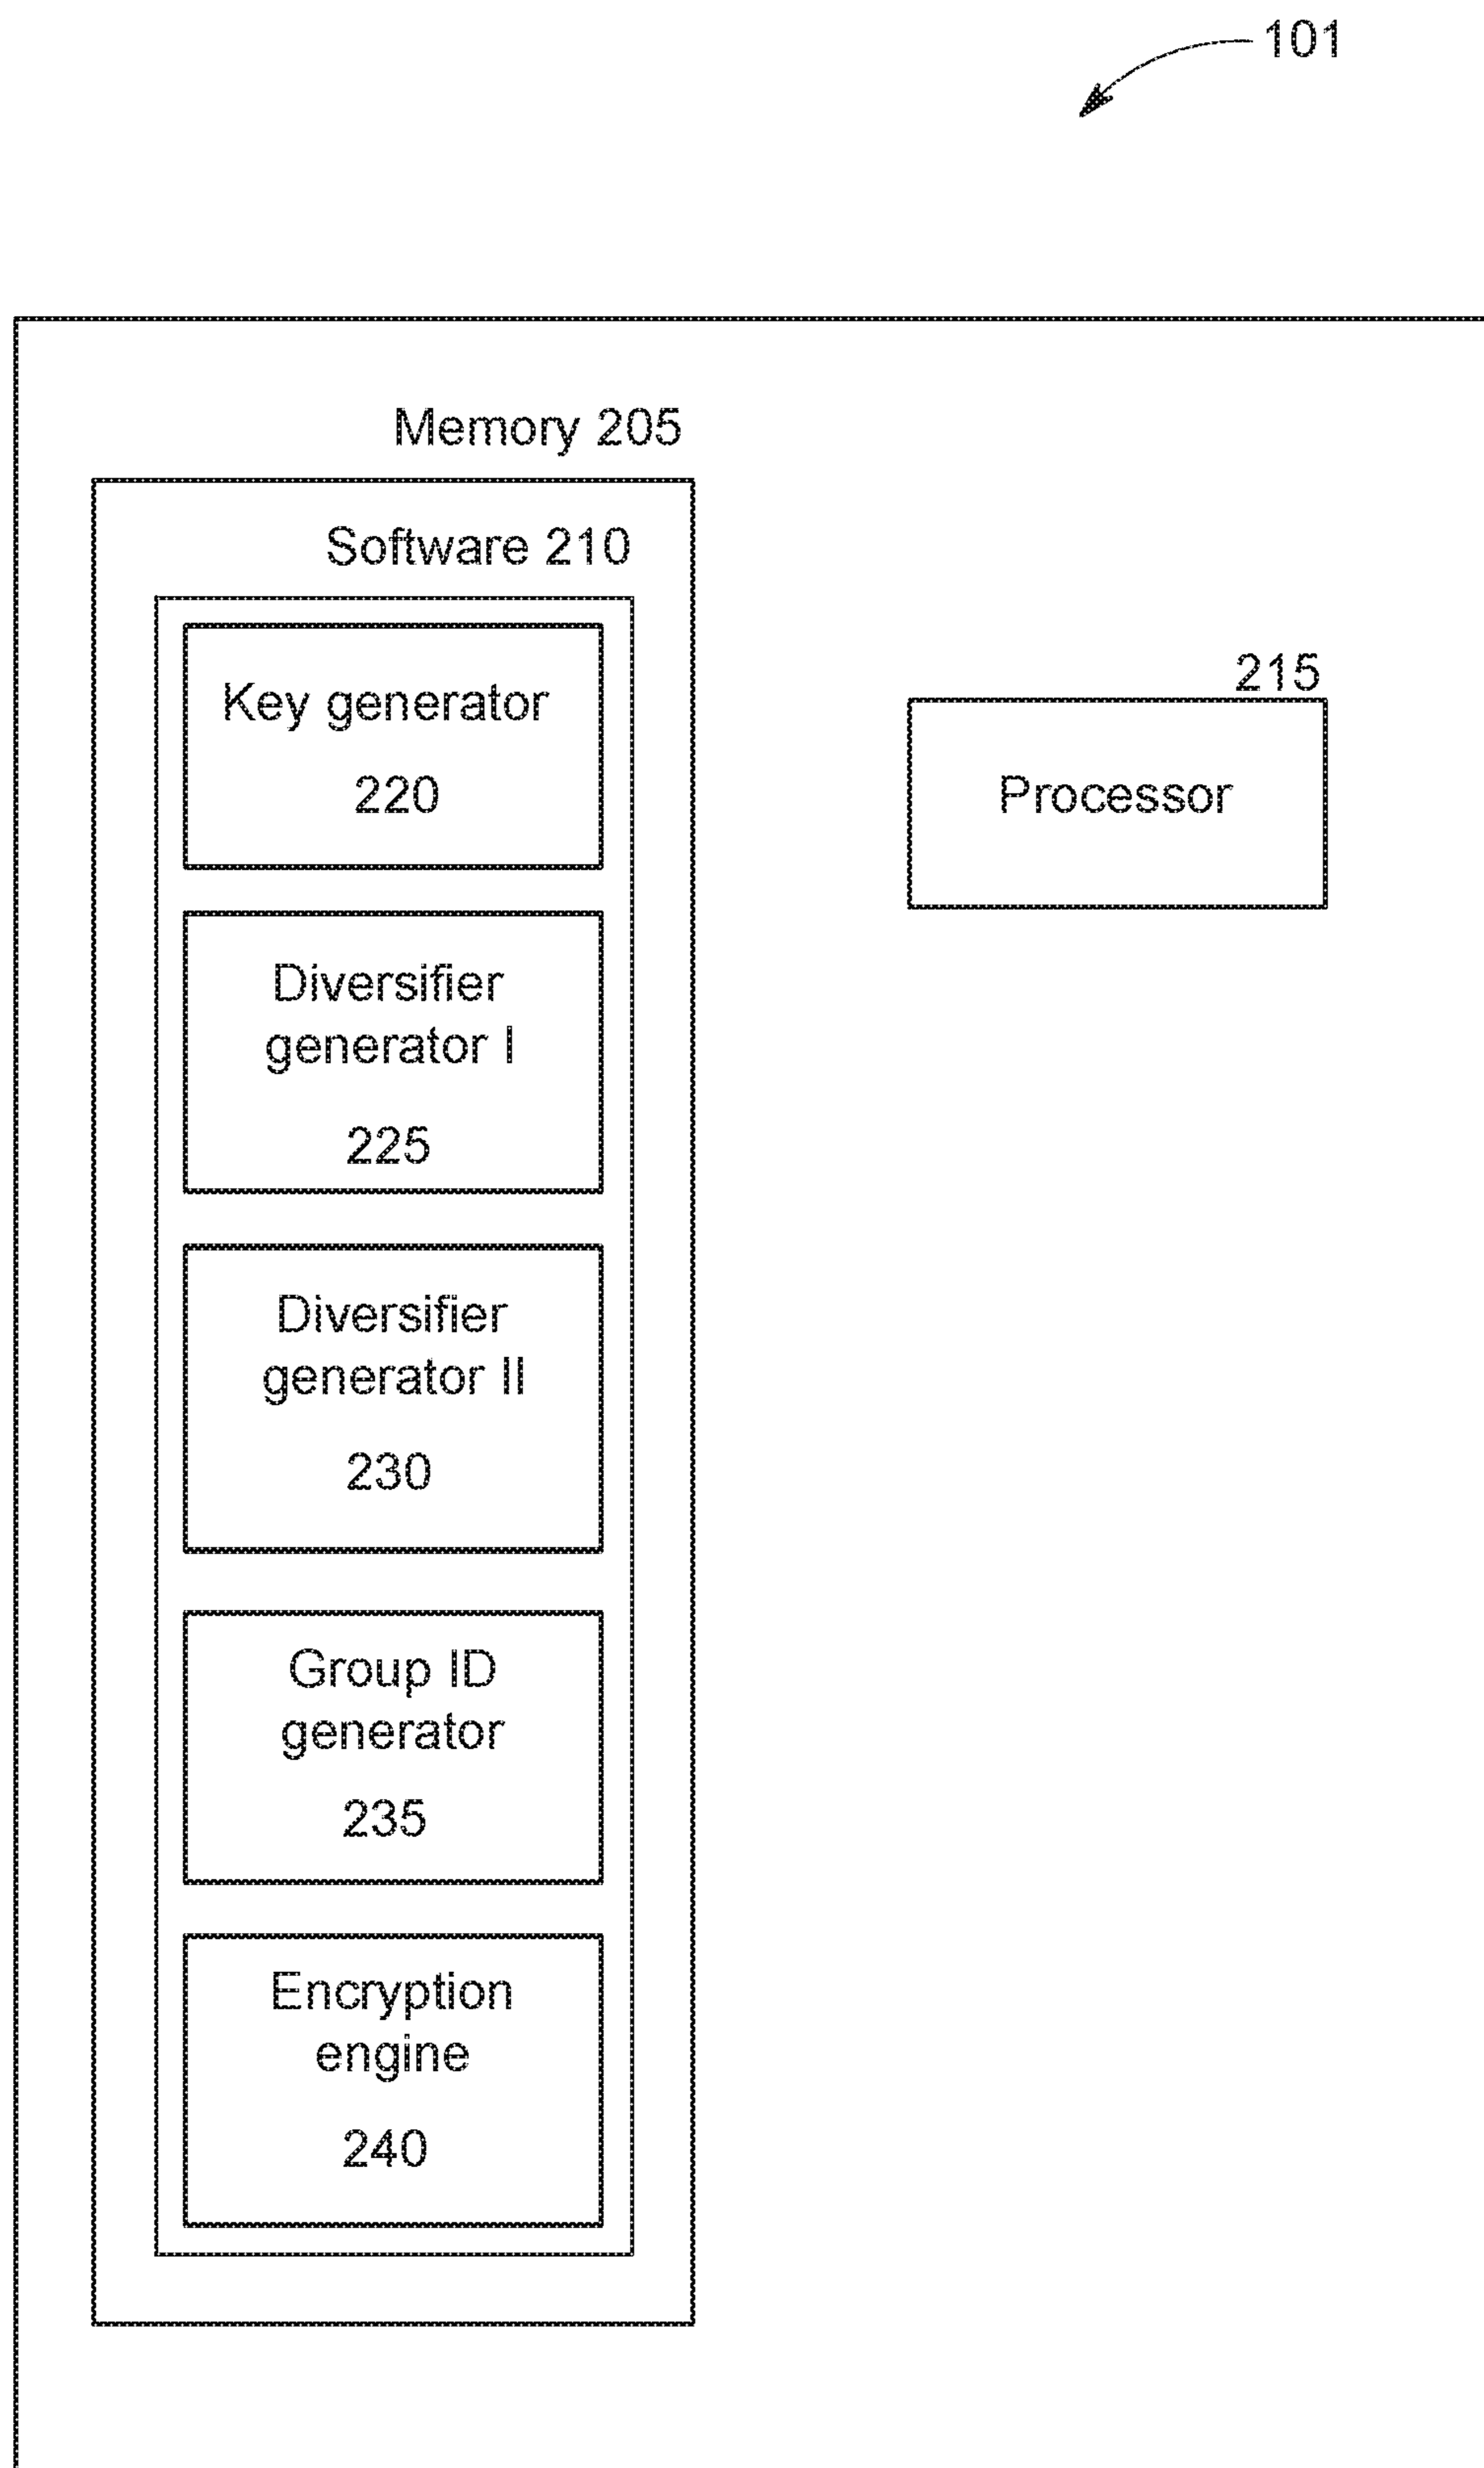 101
Memory 205
Software 210
Key generator
220
Diversifier
generator I
225
Diversifier
generator II
230
Group ID
generator
235
Encryption
engine
240
215
Processor